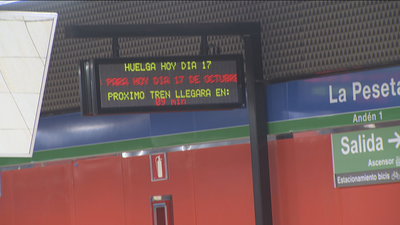 HUELGA HOY DIA 17
PARA HOY DIA 17 DE OCTUBRE
PROXIMO TREN LLEGARA EN:
min
La Peseta
Andén 1
Salida →
Ascensor
Estacionamiento bicis